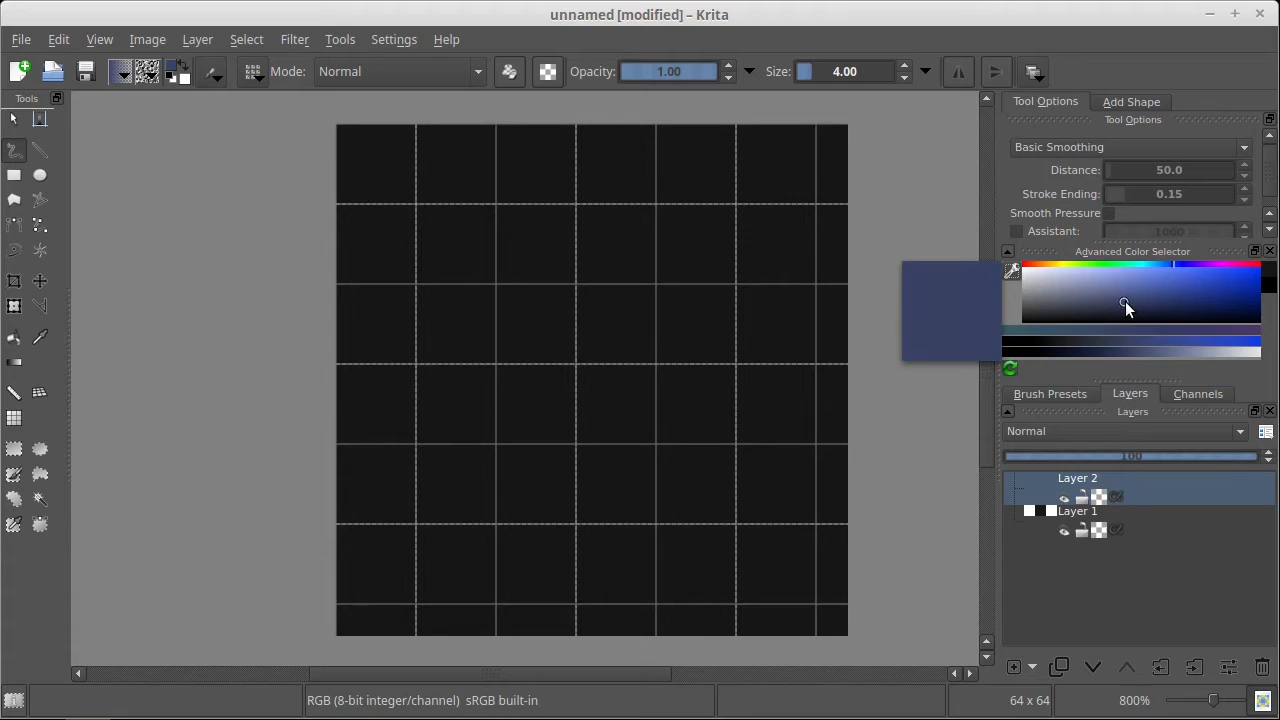 unnamed [modified] – Krita
File Edit View Image Layer Select Filter Tools Settings Help
Mode: Normal Opacity: 1.00 Size: 4.00
Tools
Tool Options Add Shape
Tool Options
Basic Smoothing
Distance: 50.0
Stroke Ending: 0.15
Smooth Pressure
Assistant: 1000
Advanced Color Selector
Brush Presets Layers Channels
Layers
Normal
100
Layer 2
Layer 1
RGB (8-bit integer/channel) sRGB built-in 64 x 64 800%